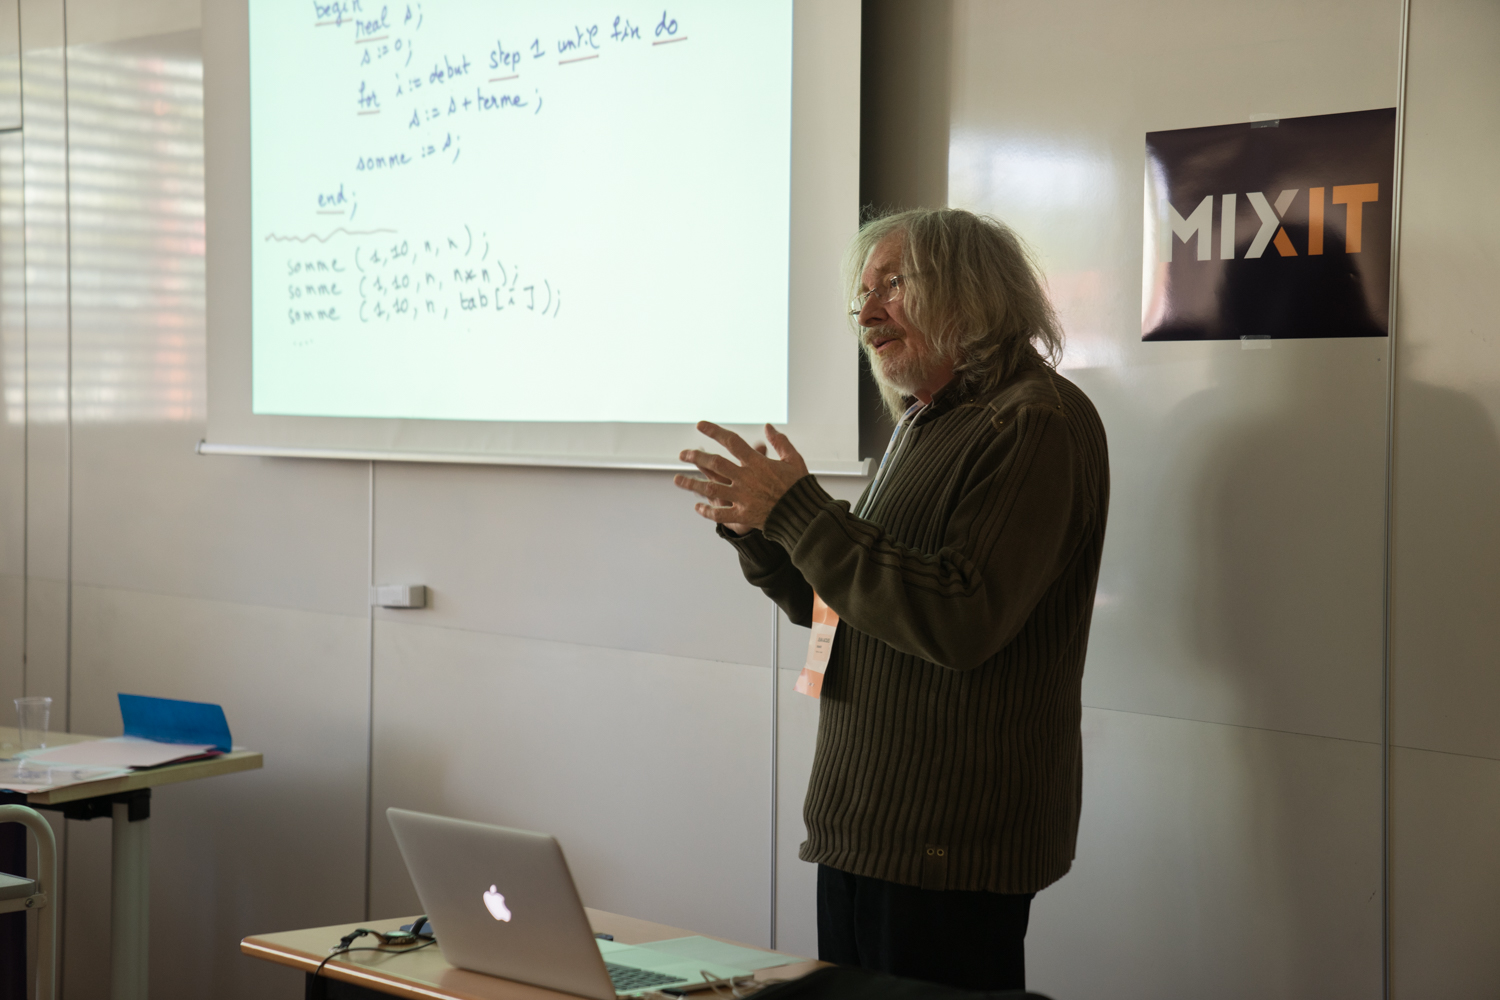 begin
real s;
s := 0;
for i := debut step 1 until fin do
s := s + terme;
somme := s;
end;
somme (1, 10, n, n);
somme (1, 10, n, n*n);
somme (1, 10, n, tab[i]);
....
MIXIT